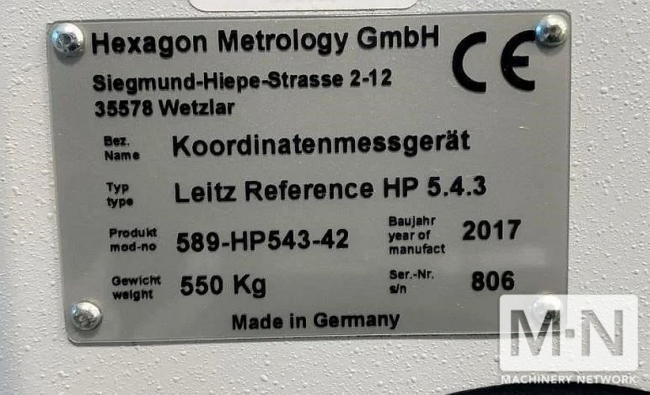 Hexagon Metrology GmbH CE
Siegmund-Hiepe-Strasse 2-12
35578 Wetzlar
Bez.
Name Koordinatenmessgerät
Typ
type Leitz Reference HP 5.4.3
Produkt
mod-no 589-HP543-42
Baujahr
year of
manufact 2017
Gewicht
weight 550 Kg
Ser.-Nr.
s/n 806
Made in Germany
M-N
MACHINERY NETWORK